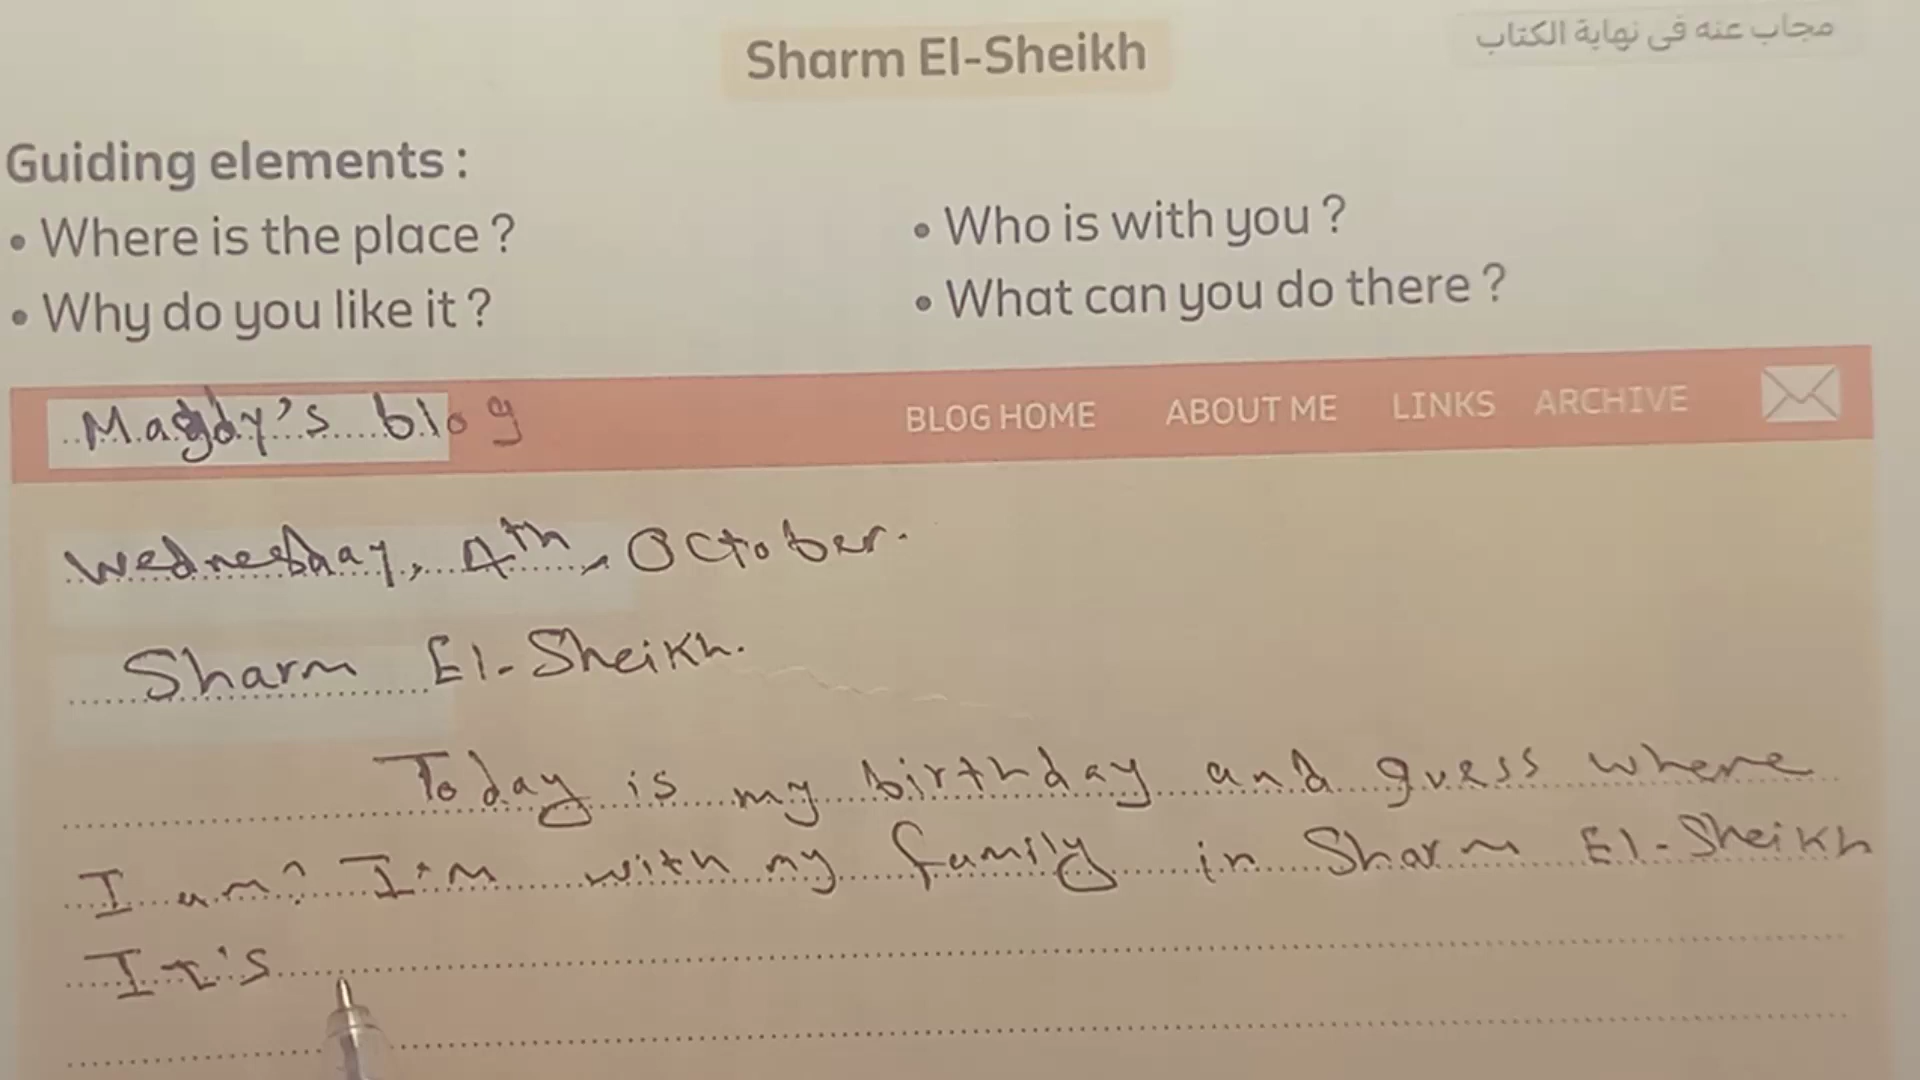 Sharm El-Sheikh
مجاب عنه فى نهاية الكتاب
Guiding elements :
• Where is the place ?
• Who is with you ?
• Why do you like it ?
• What can you do there ?
Magdy's blog
BLOG HOME ABOUT ME LINKS ARCHIVE
Wednesday, 4th, October.
Sharm El-Sheikh.
Today is my birthday and guess where
I am? I'm with my family in Sharm El-Sheikh
It's